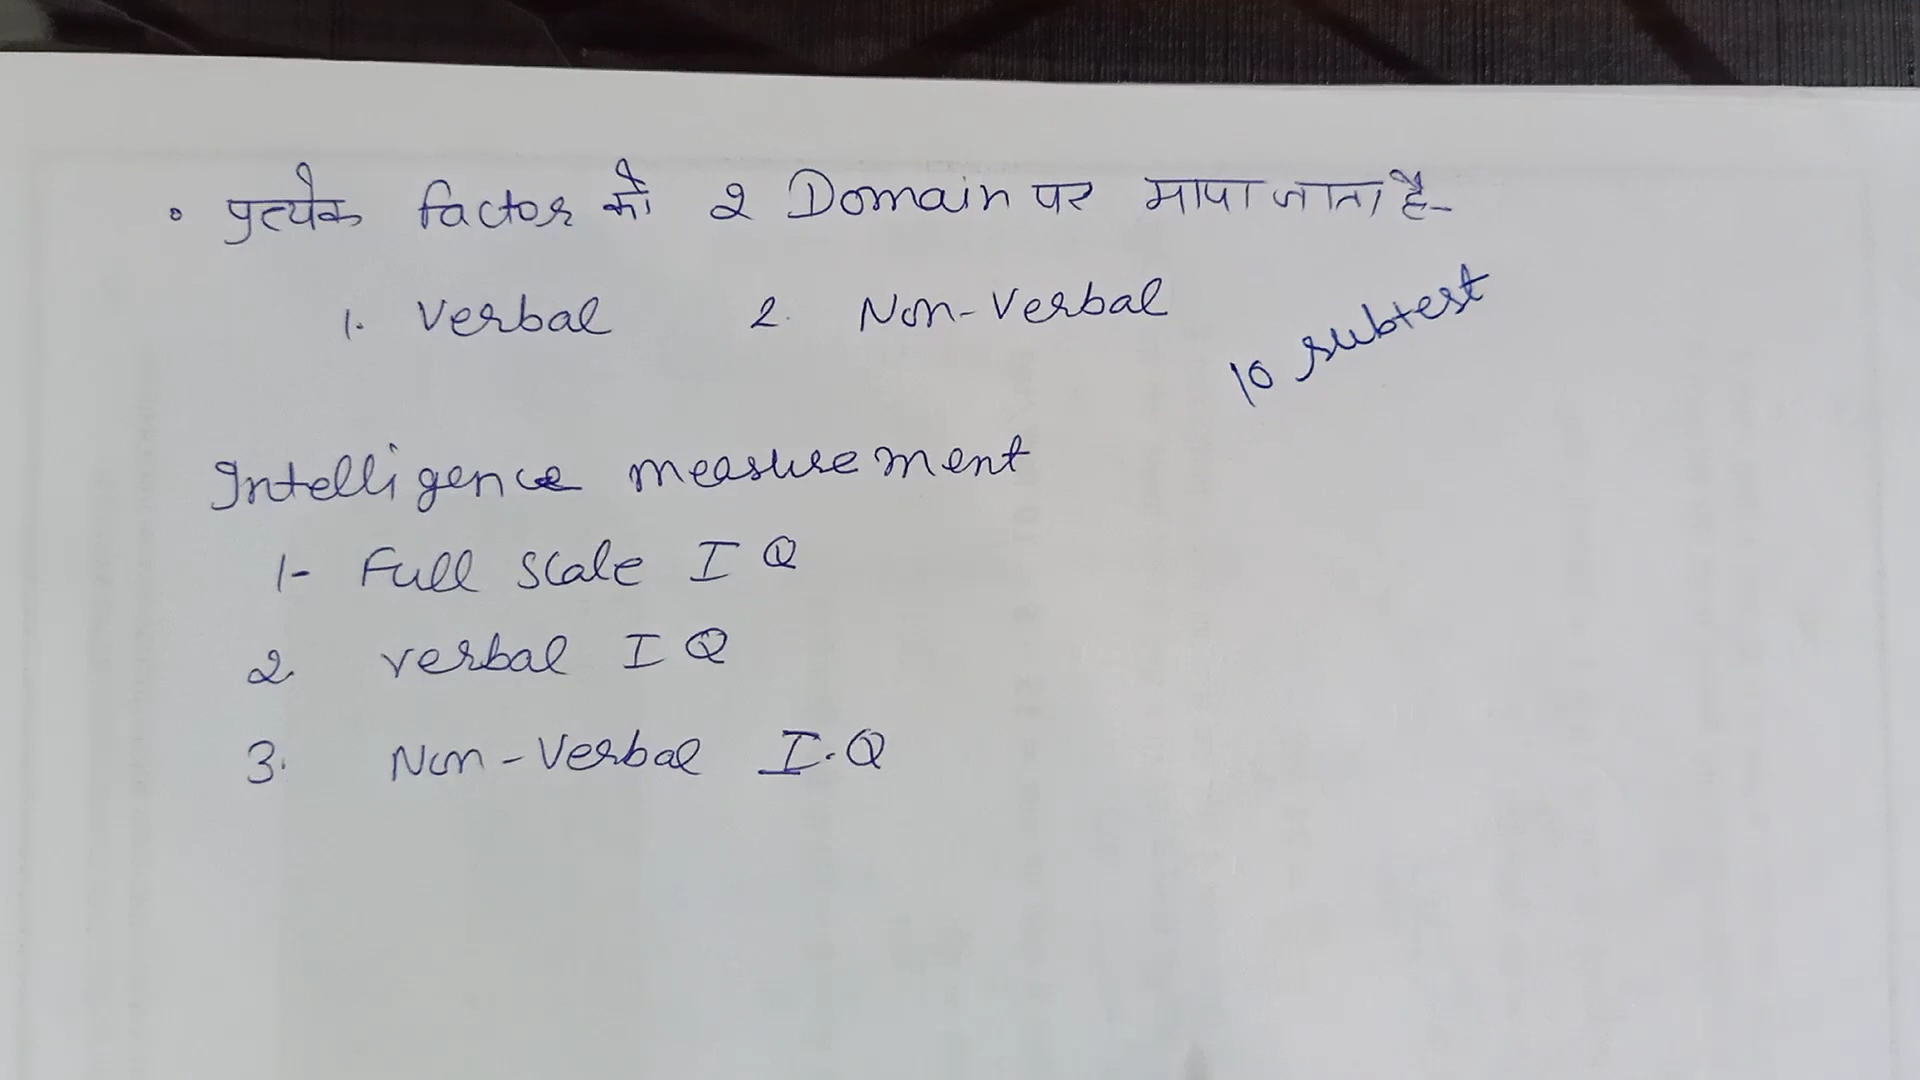 • प्रत्येक factor को 2 Domain पर मापा जाता है-
1. Verbal 2. Non-Verbal
10 subtest
Intelligence measurement
1- Full scale I Q
2. verbal I Q
3. Non-Verbal I.Q